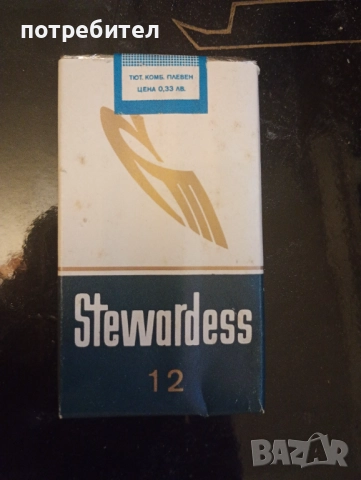 потребител
ТЮТ. КОМБ. ПЛЕВЕН
ЦЕНА 0,33 ЛВ.
Stewardess
12
BAZAR